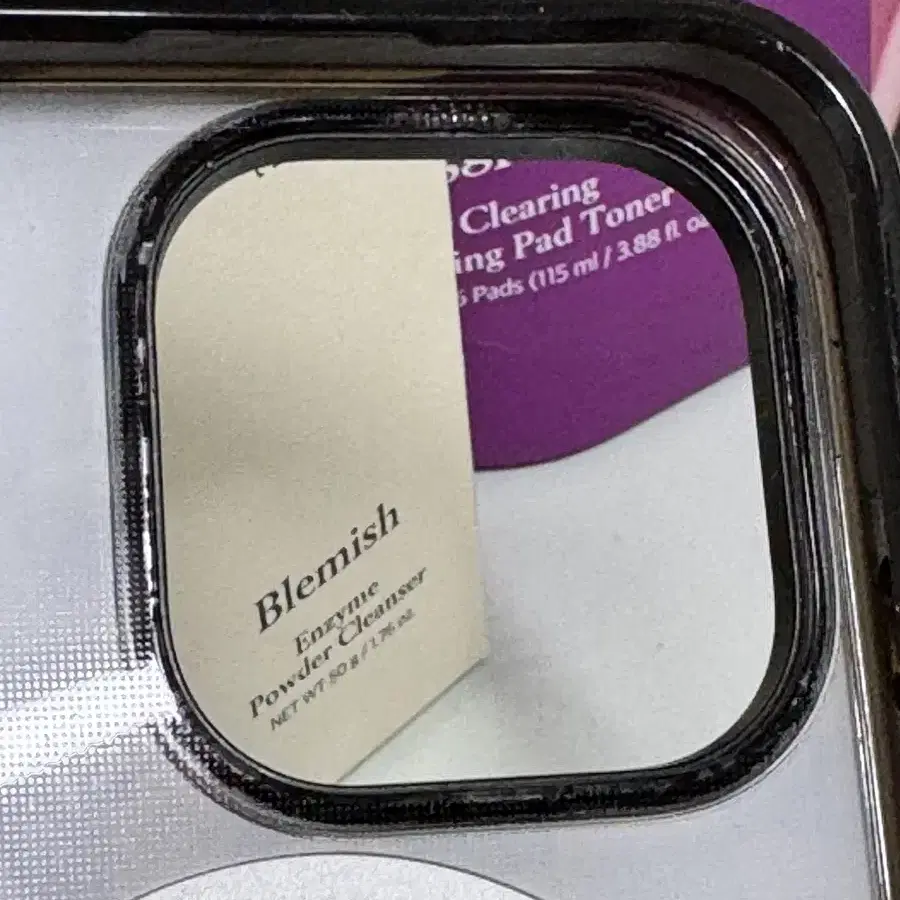 Clearing
ing Pad Toner
Pads (115 ml / 3.88 fl. oz
Blemish
Enzyme
Powder Cleanser
NET WT. 50 g / 1.76 oz.